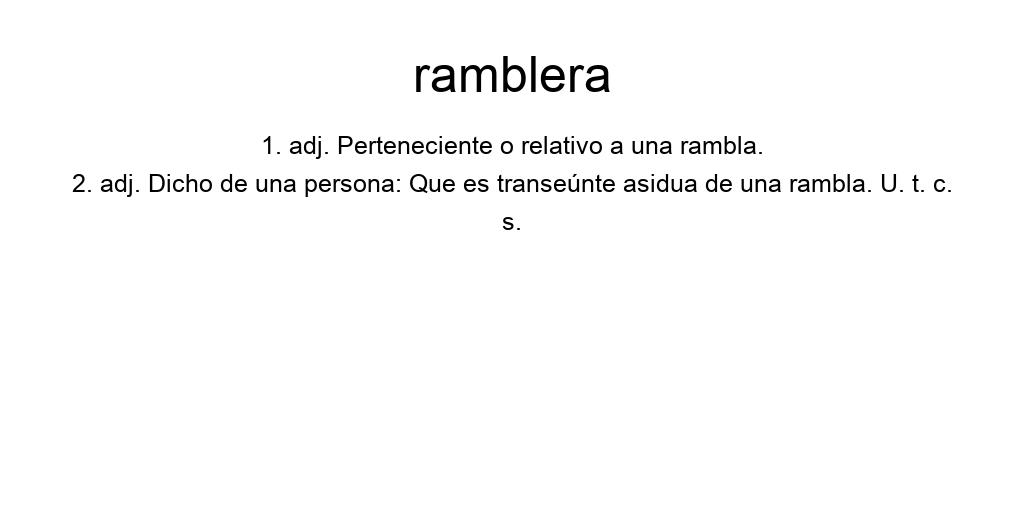 ramblera
1. adj. Perteneciente o relativo a una rambla.
2. adj. Dicho de una persona: Que es transeúnte asidua de una rambla. U. t. c.
s.